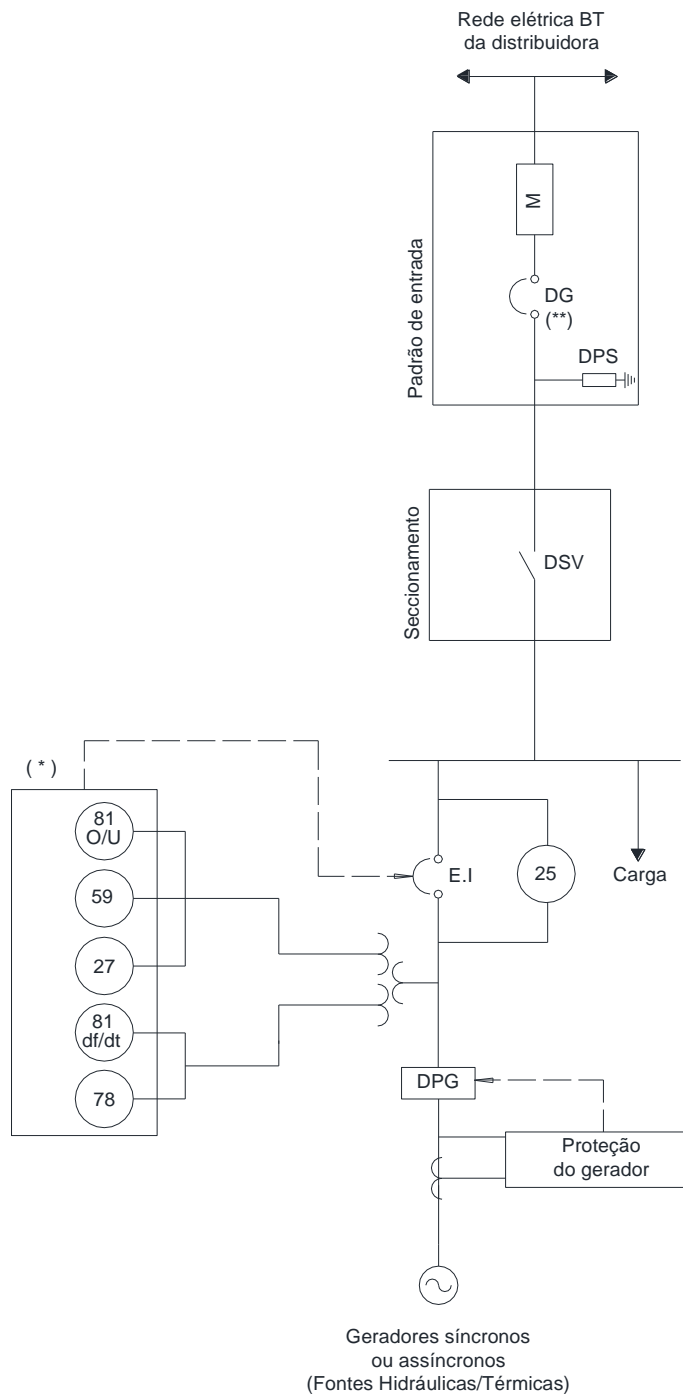 Rede elétrica BT
da distribuidora
Padrão de entrada
M
DG
(**)
DPS
Seccionamento
DSV
( * )
81
O/U
59
27
81
df/dt
78
E.I
25
Carga
DPG
Proteção
do gerador
Geradores síncronos
ou assíncronos
(Fontes Hidráulicas/Térmicas)